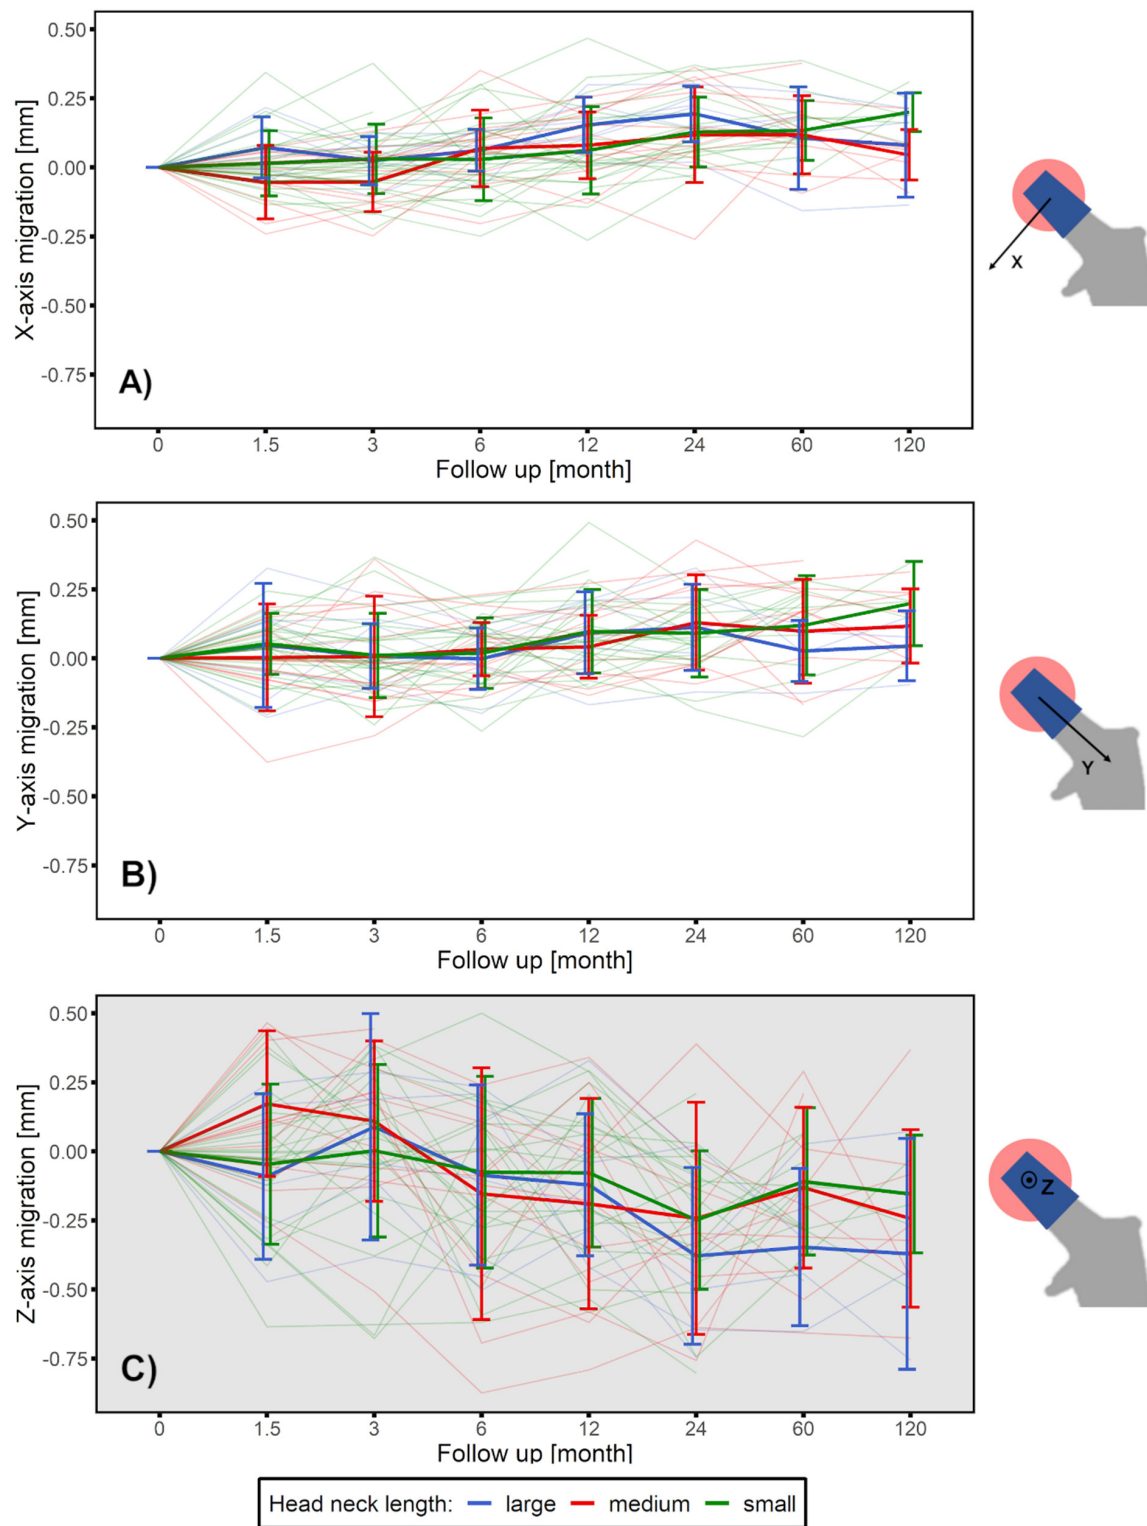 0.50
0.25
0.00
-0.25
-0.50
-0.75
X-axis migration [mm]
A)
0 1.5 3 6 12 24 60 120
Follow up [month]
X
0.50
0.25
0.00
-0.25
-0.50
-0.75
Y-axis migration [mm]
B)
0 1.5 3 6 12 24 60 120
Follow up [month]
Y
0.50
0.25
0.00
-0.25
-0.50
-0.75
Z-axis migration [mm]
C)
0 1.5 3 6 12 24 60 120
Follow up [month]
Z
Head neck length: large medium small